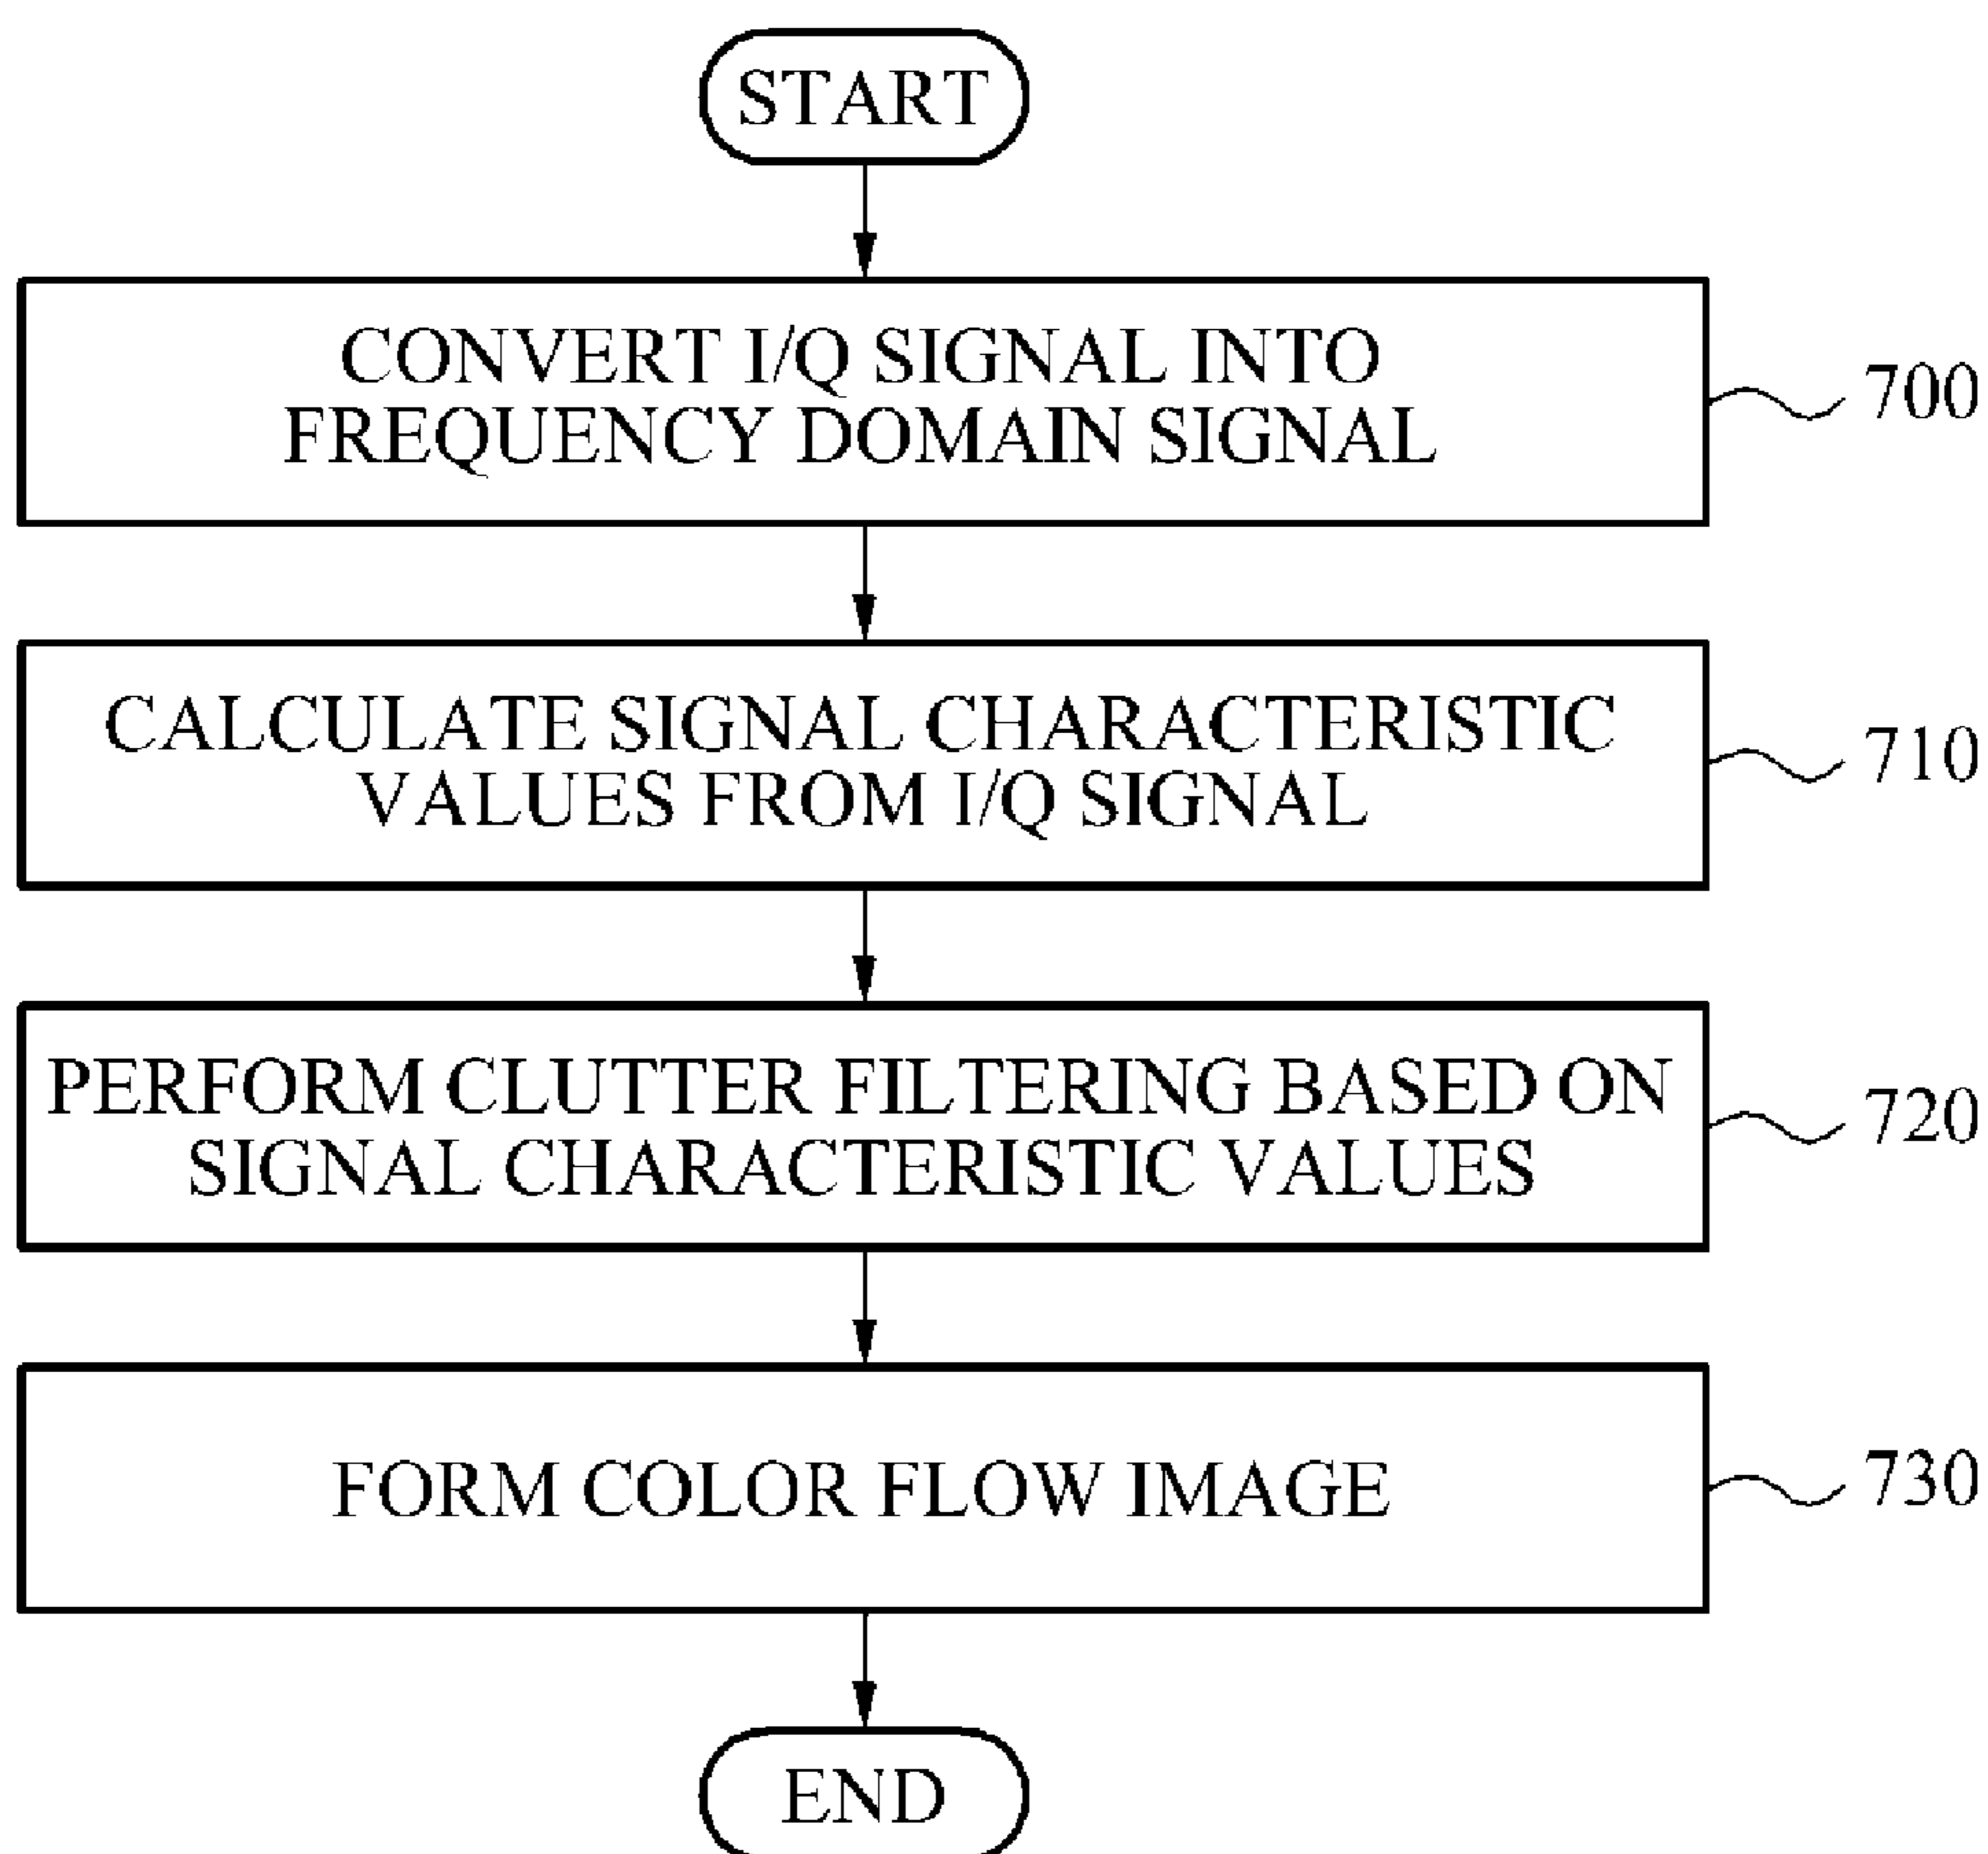 START
CONVERT I/Q SIGNAL INTO
FREQUENCY DOMAIN SIGNAL
700
CALCULATE SIGNAL CHARACTERISTIC
VALUES FROM I/Q SIGNAL
710
PERFORM CLUTTER FILTERING BASED ON
SIGNAL CHARACTERISTIC VALUES
720
FORM COLOR FLOW IMAGE
730
END